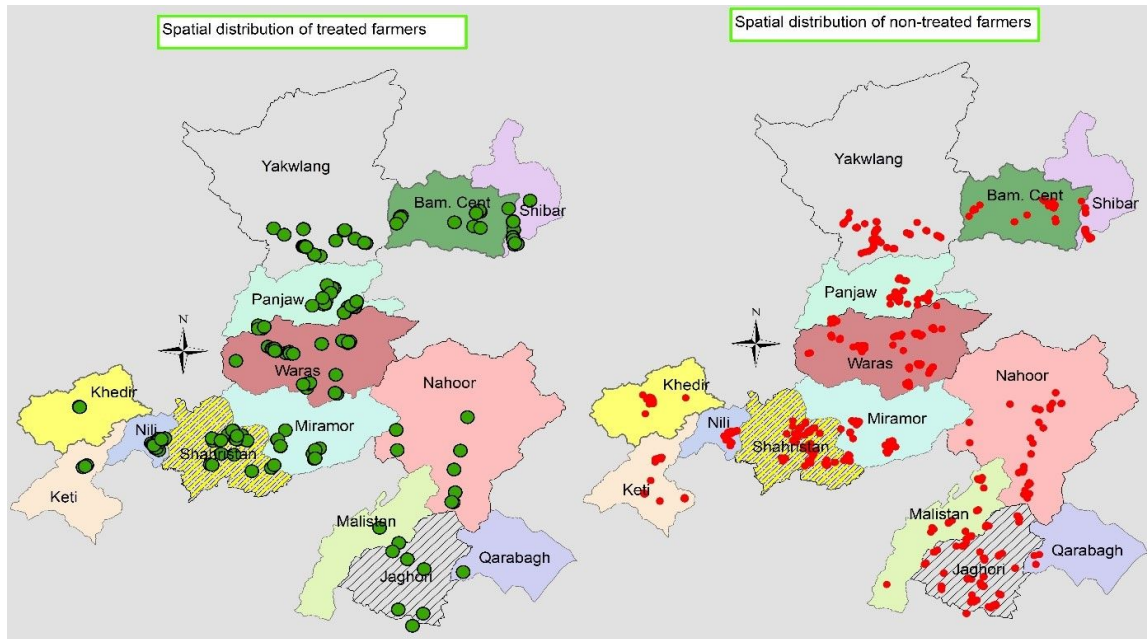 Spatial distribution of treated farmers
Yakwlang
Bam. Cent
Shibar
Panjaw
N
Waras
Khedir
Nahoor
Nili
Miramor
Shahristan
Keti
Malistan
Qarabagh
Jaghori
Spatial distribution of non-treated farmers
Yakwlang
Bam. Cent
Shibar
Panjaw
N
Waras
Khedir
Nahoor
Nili
Miramor
Shahristan
Keti
Malistan
Qarabagh
Jaghori